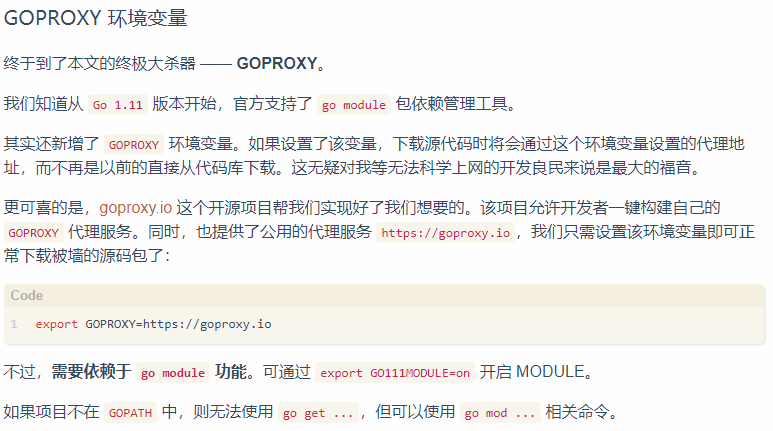 GOPROXY 环境变量
终于到了本文的终极大杀器 —— GOPROXY。
我们知道从 Go 1.11 版本开始，官方支持了 go module 包依赖管理工具。
其实还新增了 GOPROXY 环境变量。如果设置了该变量，下载源代码时将会通过这个环境变量设置的代理地
址，而不再是以前的直接从代码库下载。这无疑对我等无法科学上网的开发良民来说是最大的福音。
更可喜的是，goproxy.io 这个开源项目帮我们实现好了我们想要的。该项目允许开发者一键构建自己的
GOPROXY 代理服务。同时，也提供了公用的代理服务 https://goproxy.io，我们只需设置该环境变量即可正
常下载被墙的源码包了：
Code
1 export GOPROXY=https://goproxy.io
不过，需要依赖于 go module 功能。可通过 export GO111MODULE=on 开启 MODULE。
如果项目不在 GOPATH 中，则无法使用 go get ...，但可以使用 go mod ... 相关命令。